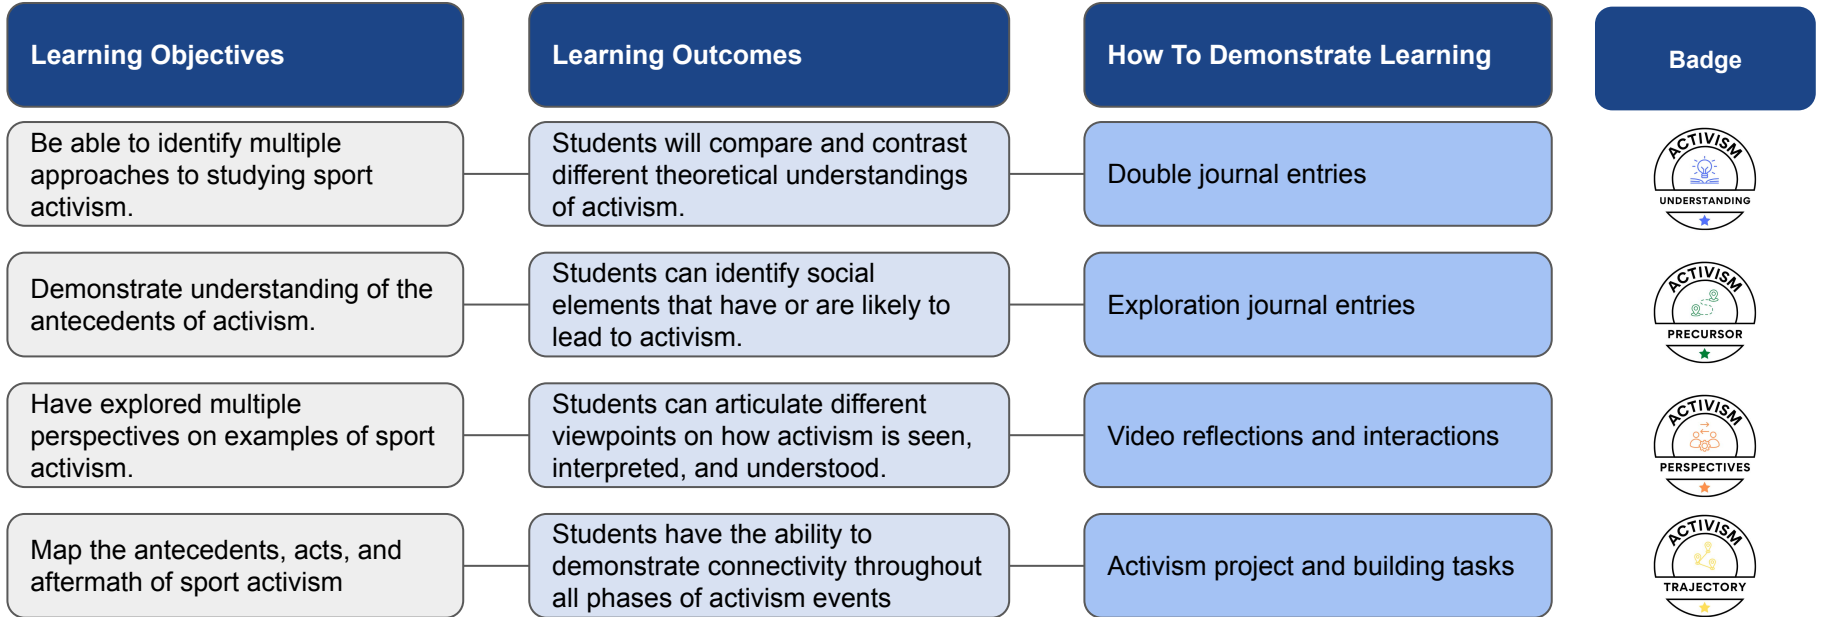 Learning Objectives
Learning Outcomes
How To Demonstrate Learning
Badge
Be able to identify multiple
approaches to studying sport
activism.
Students will compare and contrast
different theoretical understandings
of activism.
Double journal entries
ACTIVISM
UNDERSTANDING
Demonstrate understanding of the
antecedents of activism.
Students can identify social
elements that have or are likely to
lead to activism.
Exploration journal entries
ACTIVISM
PRECURSOR
Have explored multiple
perspectives on examples of sport
activism.
Students can articulate different
viewpoints on how activism is seen,
interpreted, and understood.
Video reflections and interactions
ACTIVISM
PERSPECTIVES
Map the antecedents, acts, and
aftermath of sport activism
Students have the ability to
demonstrate connectivity throughout
all phases of activism events
Activism project and building tasks
ACTIVISM
TRAJECTORY